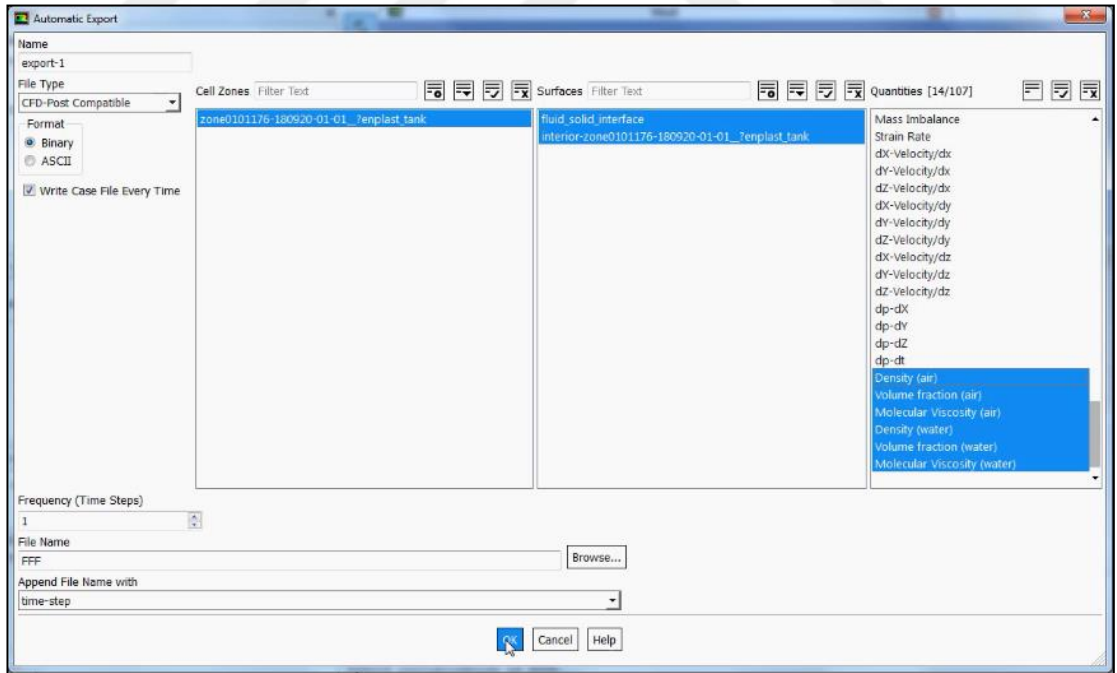 Automatic Export
Name
export-1
File Type
CFD-Post Compatible
Format
Binary
ASCII
Write Case File Every Time
Cell Zones Filter Text
zone0101176-180920-01-01__?enplast_tank
Surfaces Filter Text
fluid_solid_interface
interior-zone0101176-180920-01-01__?enplast_tank
Quantities [14/107]
Mass Imbalance
Strain Rate
dX-Velocity/dx
dY-Velocity/dx
dZ-Velocity/dx
dX-Velocity/dy
dY-Velocity/dy
dZ-Velocity/dy
dX-Velocity/dz
dY-Velocity/dz
dZ-Velocity/dz
dp-dX
dp-dY
dp-dZ
dp-dt
Density (air)
Volume fraction (air)
Molecular Viscosity (air)
Density (water)
Volume fraction (water)
Molecular Viscosity (water)
Frequency (Time Steps)
1
File Name
FFF
Browse...
Append File Name with
time-step
OK Cancel Help